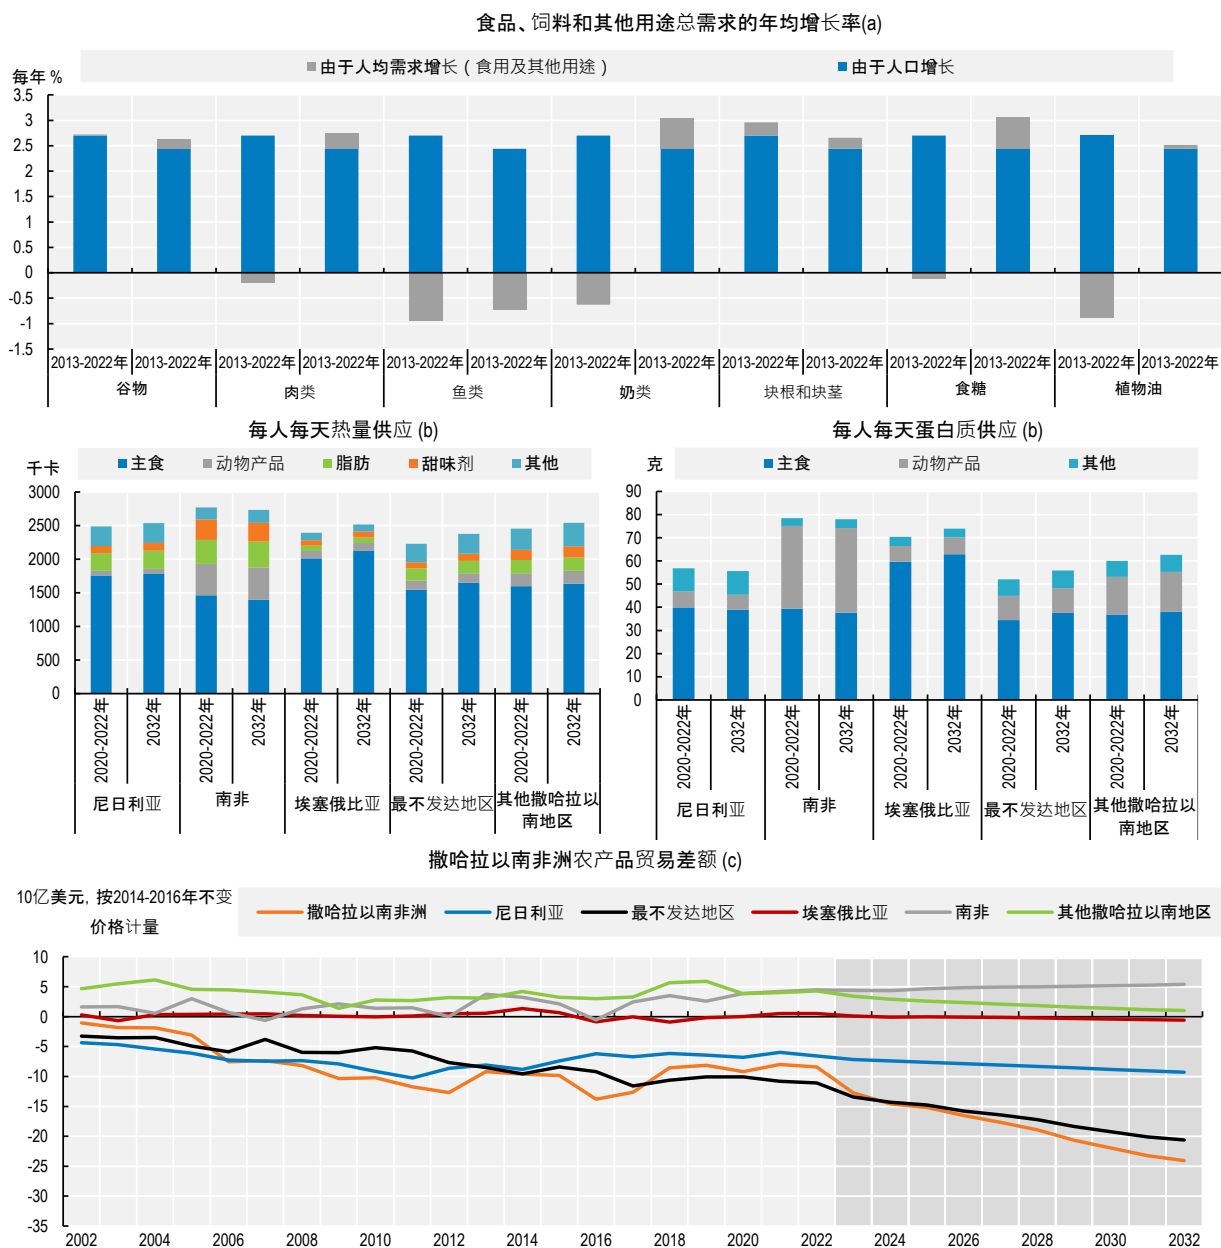 食品、饲料和其他用途总需求的年均增长率(a)
由于人均需求增长（食用及其他用途） 由于人口增长
每年 %
3.5
3
2.5
2
1.5
1
0.5
0
-0.5
-1
-1.5
2013-2022年 2013-2022年 2013-2022年 2013-2022年 2013-2022年 2013-2022年 2013-2022年 2013-2022年 2013-2022年 2013-2022年 2013-2022年 2013-2022年 2013-2022年 2013-2022年
谷物 肉类 鱼类 奶类 块根和块茎 食糖 植物油
每人每天热量供应 (b)
千卡
主食 动物产品 脂肪 甜味剂 其他
3000
2500
2000
1500
1000
500
0
2020-2022年 2032年 2020-2022年 2032年 2020-2022年 2032年 2020-2022年 2032年 2020-2022年 2032年
尼日利亚 南非 埃塞俄比亚 最不发达地区 其他撒哈拉以
南地区
每人每天蛋白质供应 (b)
克
主食 动物产品 其他
90
80
70
60
50
40
30
20
10
0
2020-2022年 2032年 2020-2022年 2032年 2020-2022年 2032年 2020-2022年 2032年 2020-2022年 2032年
尼日利亚 南非 埃塞俄比亚 最不发达地区 其他撒哈拉以
南地区
撒哈拉以南非洲农产品贸易差额 (c)
10亿美元, 按2014-2016年不变
价格计量
撒哈拉以南非洲 尼日利亚 最不发达地区 埃塞俄比亚 南非 其他撒哈拉以南地区
10
5
0
-5
-10
-15
-20
-25
-30
-35
2002 2004 2006 2008 2010 2012 2014 2016 2018 2020 2022 2024 2026 2028 2030 2032